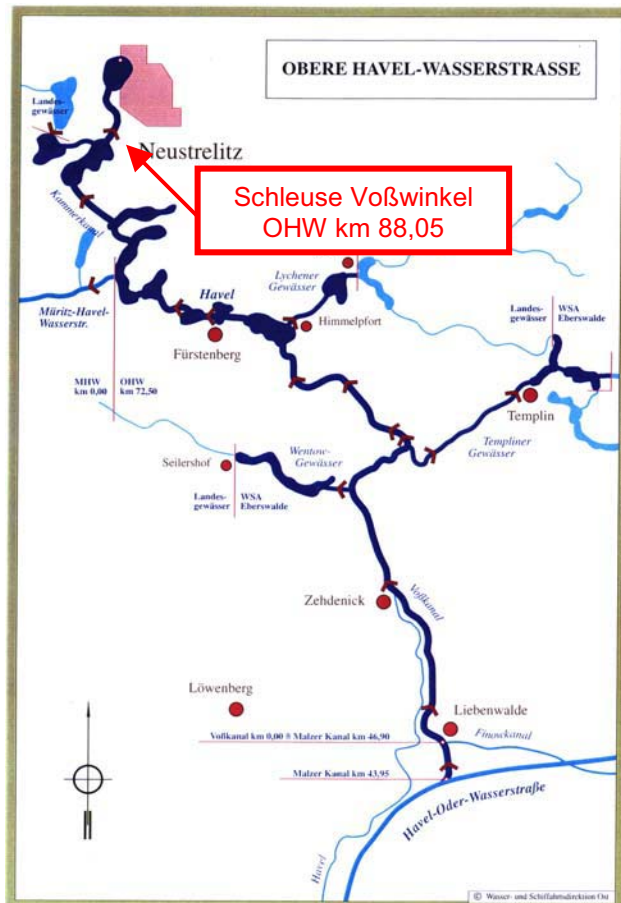 OBERE HAVEL-WASSERSTRASSE
Landes-
gewässer
Neustrelitz
Schleuse Voßwinkel
OHW km 88,05
Kammerkanal
Lychener
Gewässer
Havel
Himmelpfort
Müritz-Havel-
Wasserstr.
Fürstenberg
Landes-
gewässer
WSA
Eberswalde
MHW
km 0,00
OHW
km 72,50
Templin
Templiner
Gewässer
Wentow-
Gewässer
Seilershof
Landes-
gewässer
WSA
Eberswalde
Zehdenick
Voßkanal
Löwenberg
Liebenwalde
Voßkanal km 0,00 = Malzer Kanal km 46,90
Finowkanal
Malzer Kanal km 43,95
Havel-Oder-Wasserstraße
Havel
© Wasser- und Schiffahrtsdirektion Ost